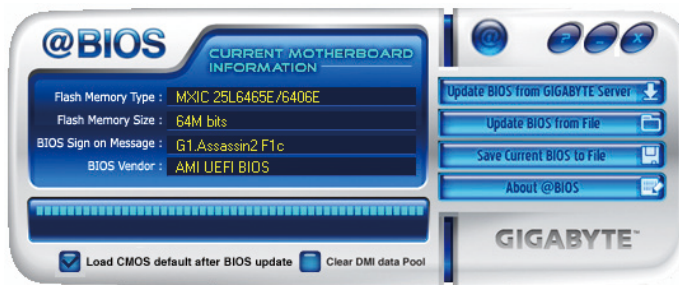 @BIOS
CURRENT MOTHERBOARD
INFORMATION
Flash Memory Type : MXIC 25L6465E/6406E
Flash Memory Size : 64M bits
BIOS Sign on Message : G1.Assassin2 F1c
BIOS Vendor : AMI UEFI BIOS
Load CMOS default after BIOS update
Clear DMI data Pool
@
? _ X
Update BIOS from GIGABYTE Server
Update BIOS from File
Save Current BIOS to File
About @BIOS
GIGABYTE™